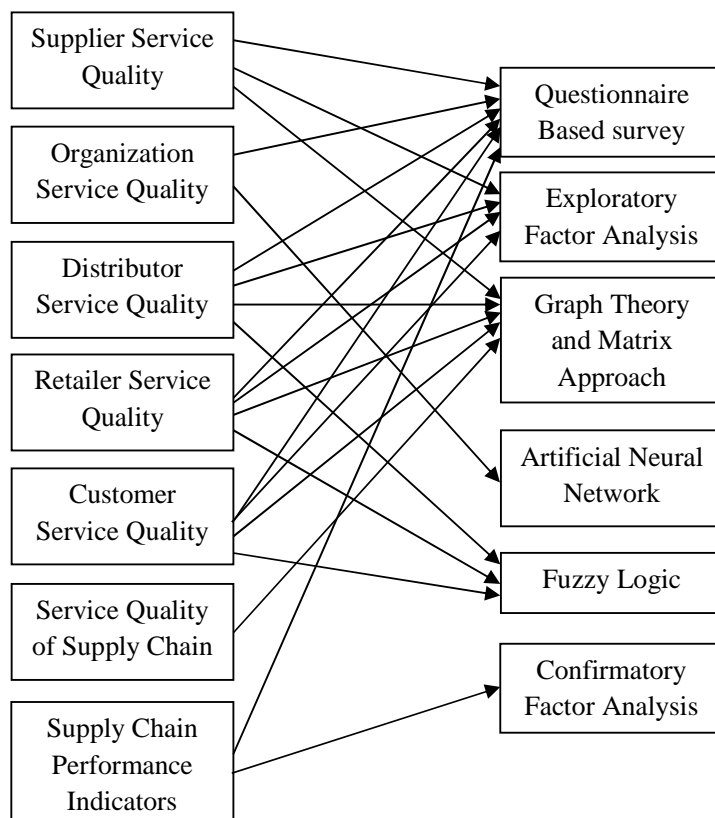 Supplier Service
Quality
Organization
Service Quality
Distributor
Service Quality
Retailer Service
Quality
Customer
Service Quality
Service Quality
of Supply Chain
Supply Chain
Performance
Indicators
Questionnaire
Based survey
Exploratory
Factor Analysis
Graph Theory
and Matrix
Approach
Artificial Neural
Network
Fuzzy Logic
Confirmatory
Factor Analysis